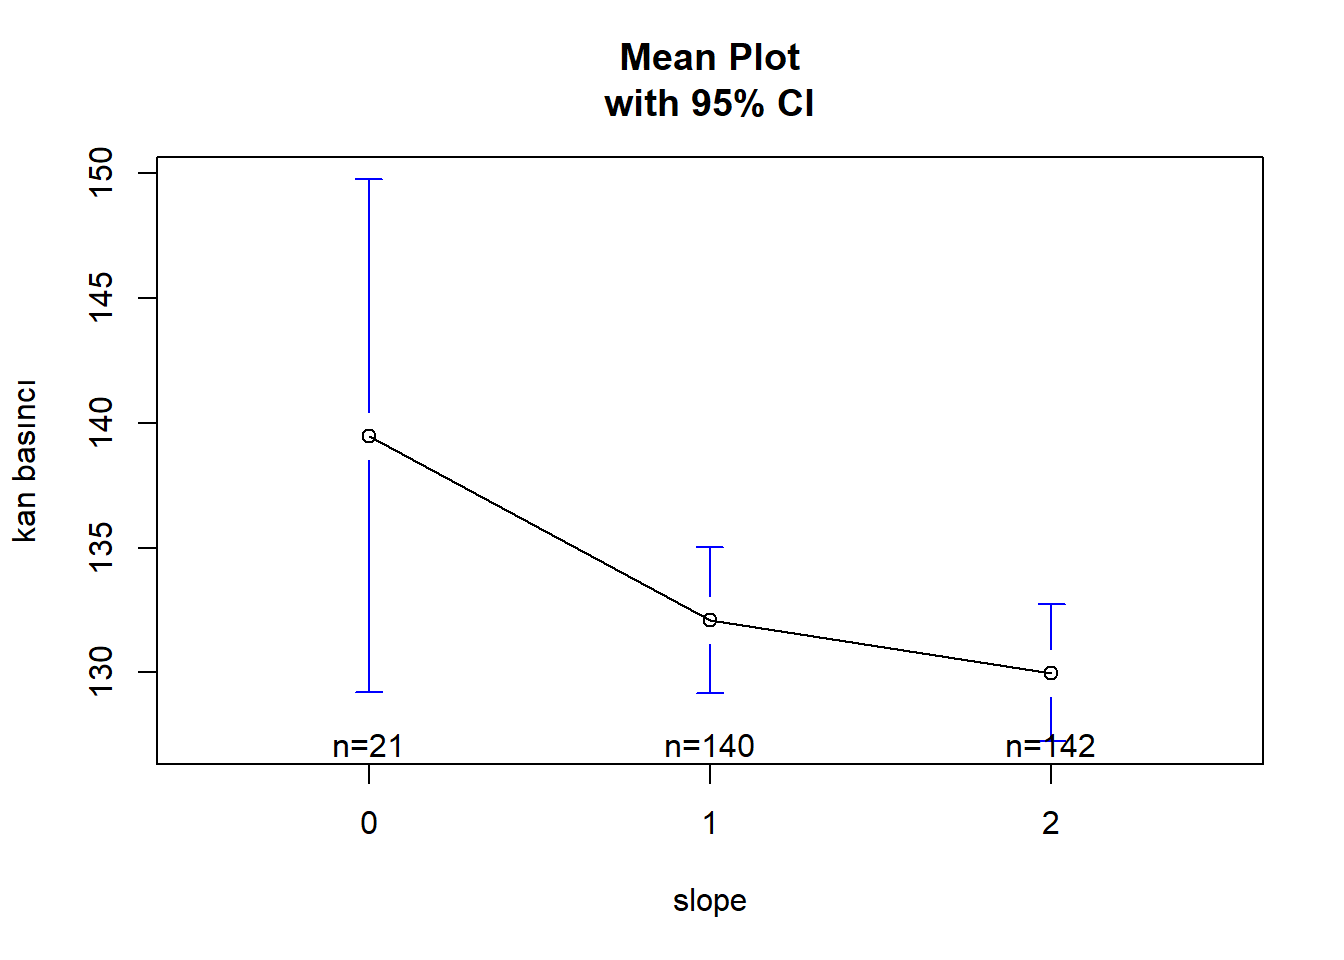 Mean Plot
with 95% CI
150
145
140
135
130
kan basıncı
n=21
n=140
n=142
0
1
2
slope